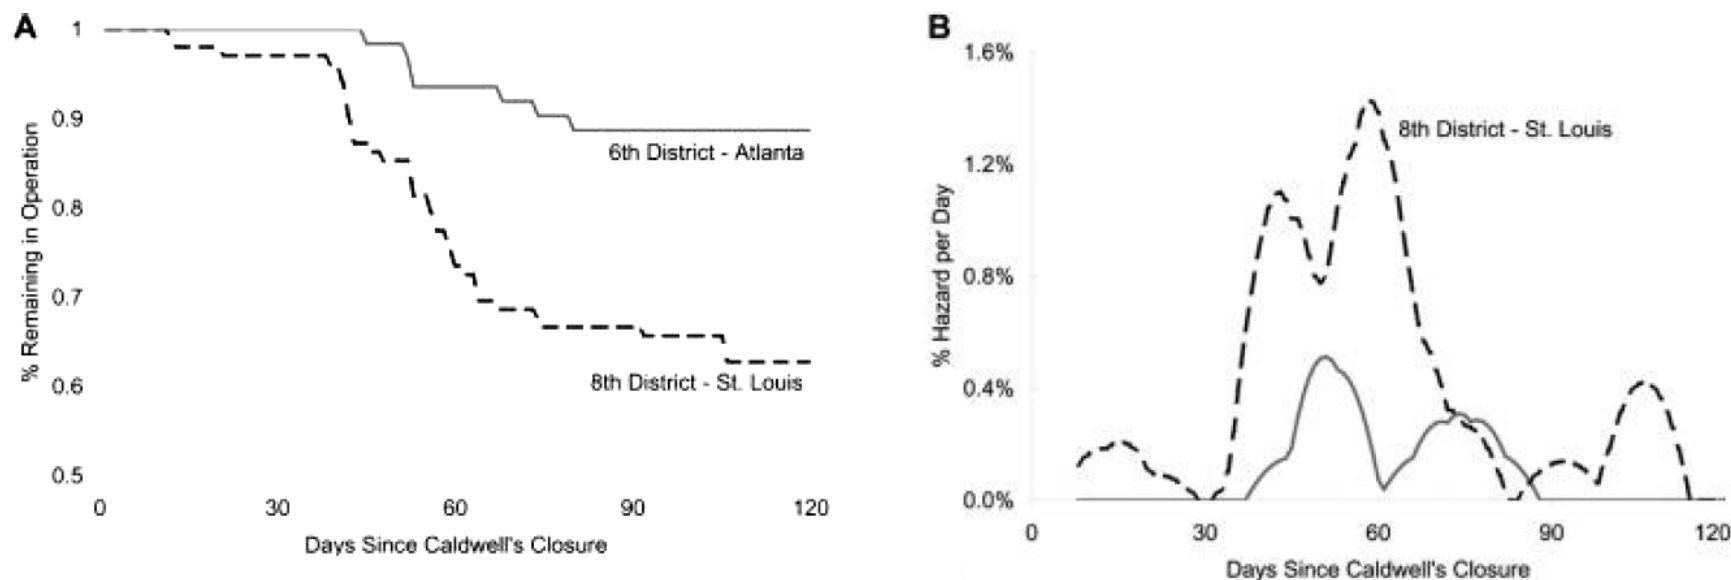 A
% Remaining in Operation
1
0.9
0.8
0.7
0.6
0.5
0
30
60
90
120
6th District - Atlanta
8th District - St. Louis
Days Since Caldwell's Closure
B
% Hazard per Day
1.6%
1.2%
0.8%
0.4%
0.0%
0
30
60
90
120
8th District - St. Louis
Days Since Caldwell's Closure